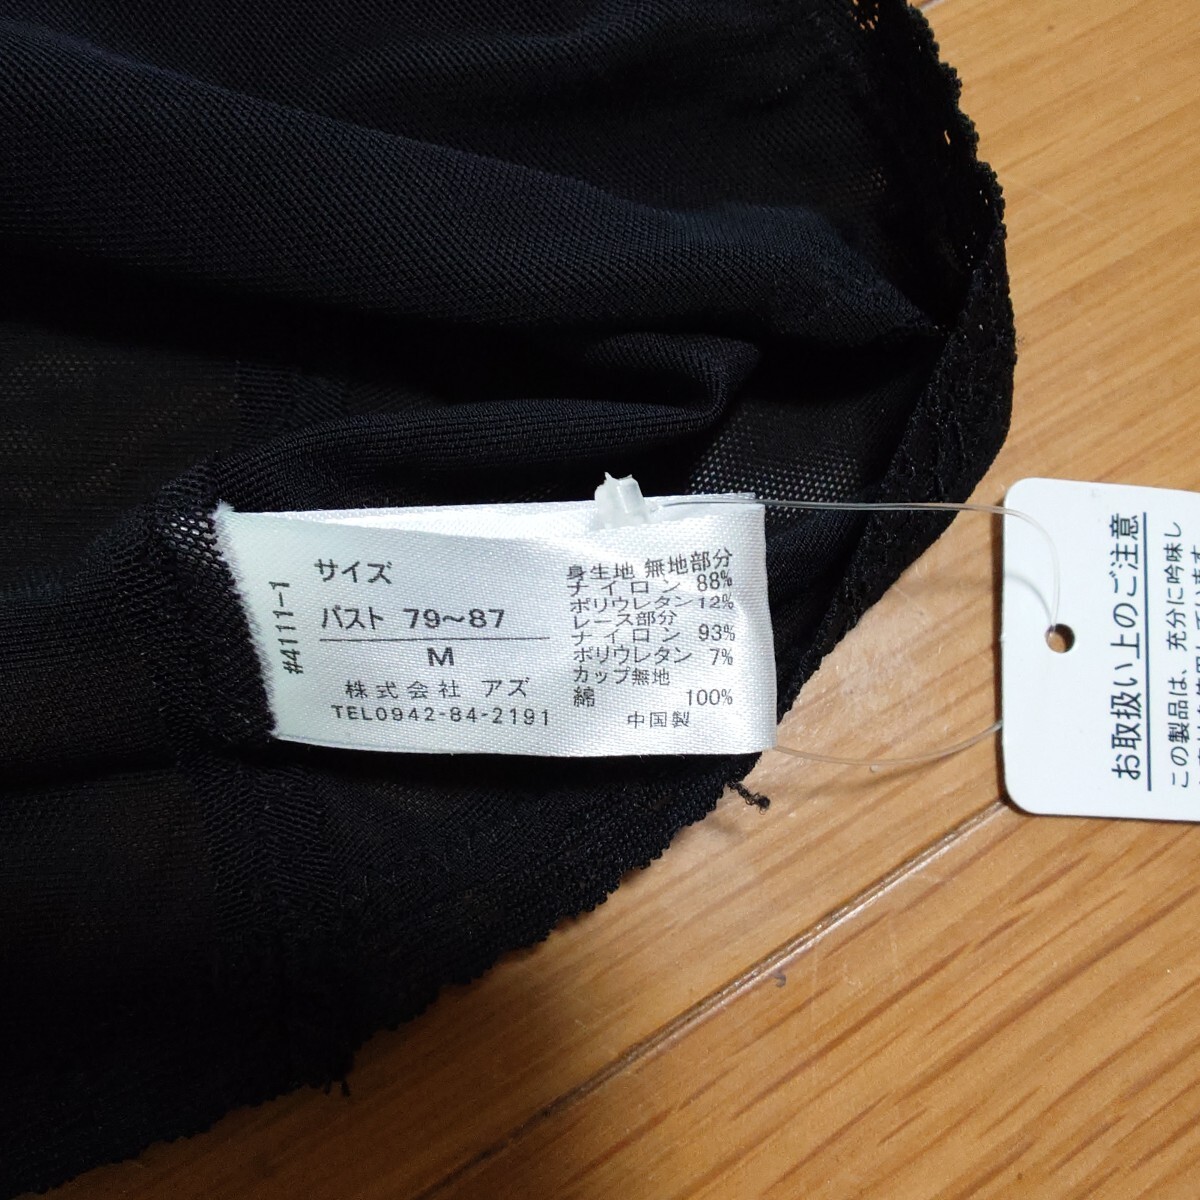 #4111-1
サイズ
バスト 79～87
M
株式会社 アズ
TEL0942-84-2191
身生地 無地部分
ナイロン 88%
ポリウレタン 12%
レース部分
ナイロン 93%
ポリウレタン 7%
カップ無地
綿 100%
中国製
お取扱い上のご注意
この製品は、充分に吟味し